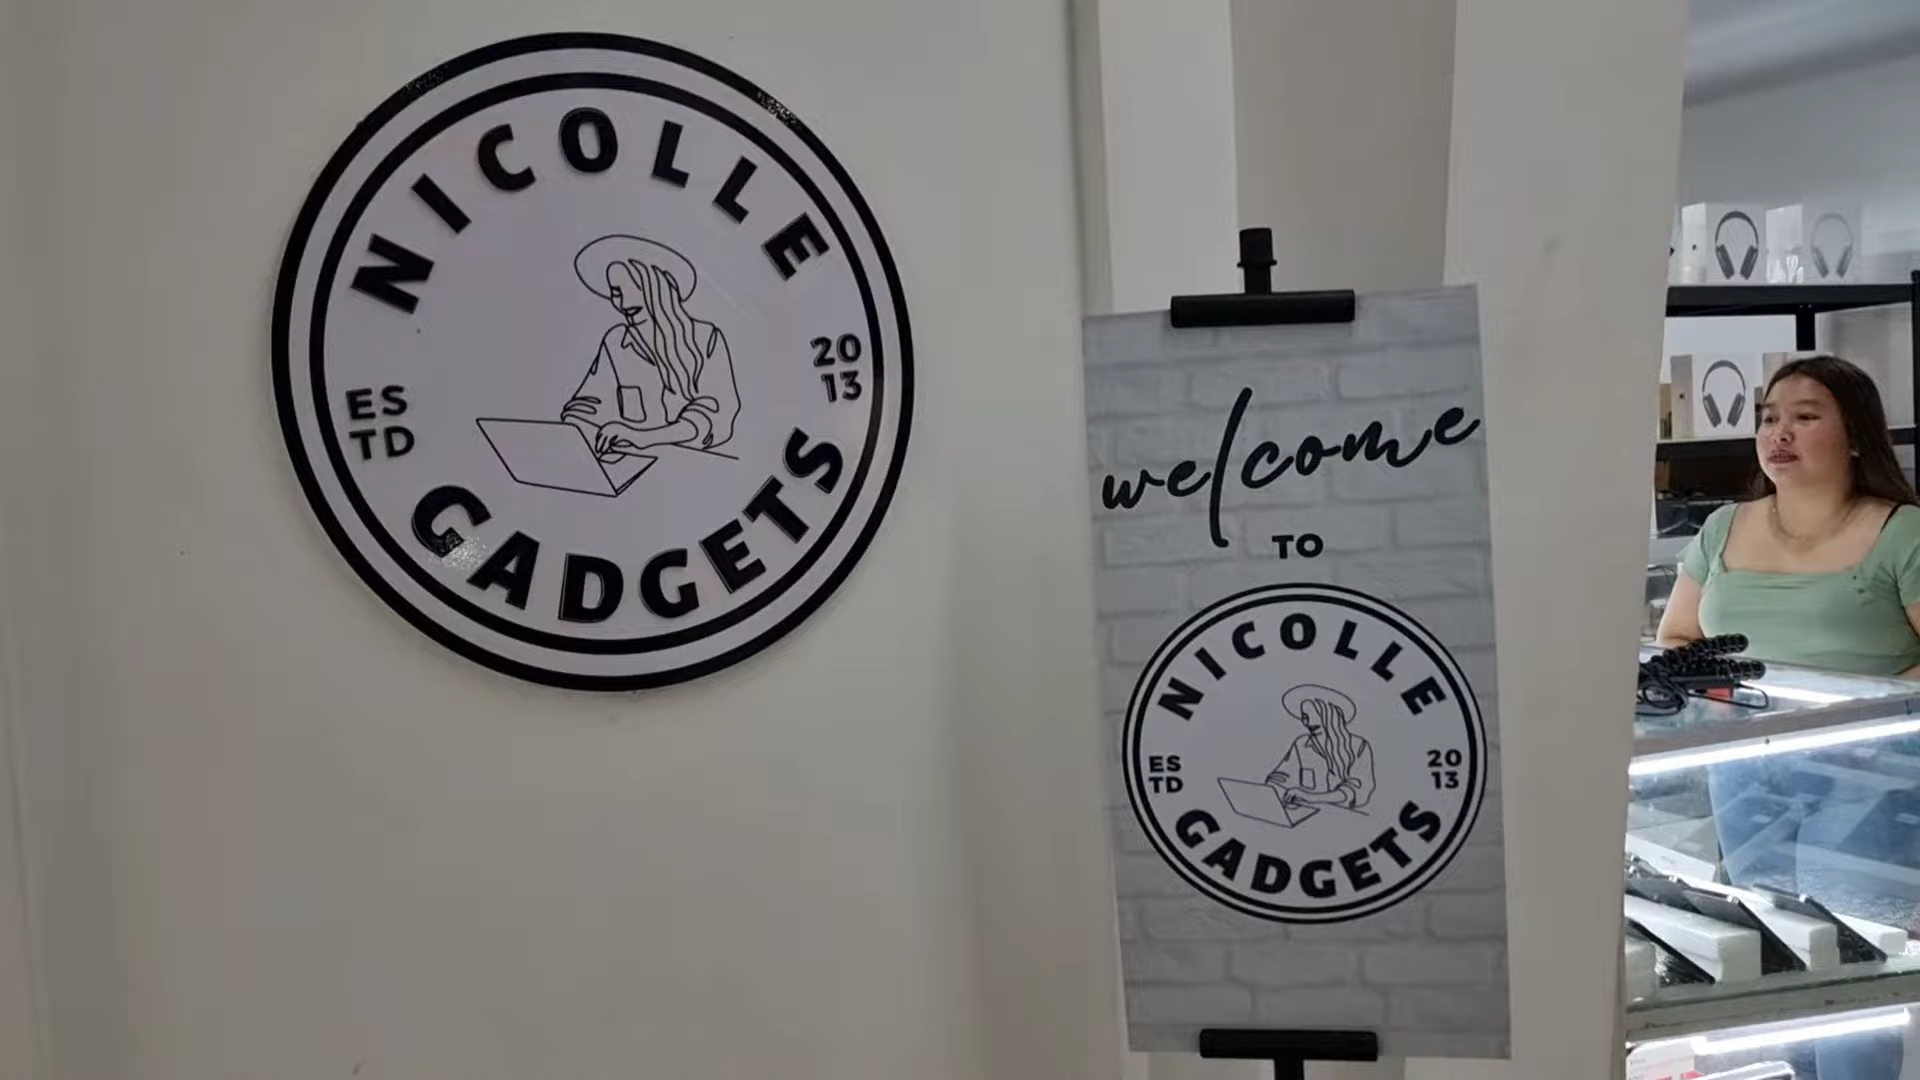 NICOLLE
ES
TD
20
13
GADGETS
welcome
TO
NICOLLE
ES
TD
20
13
GADGETS